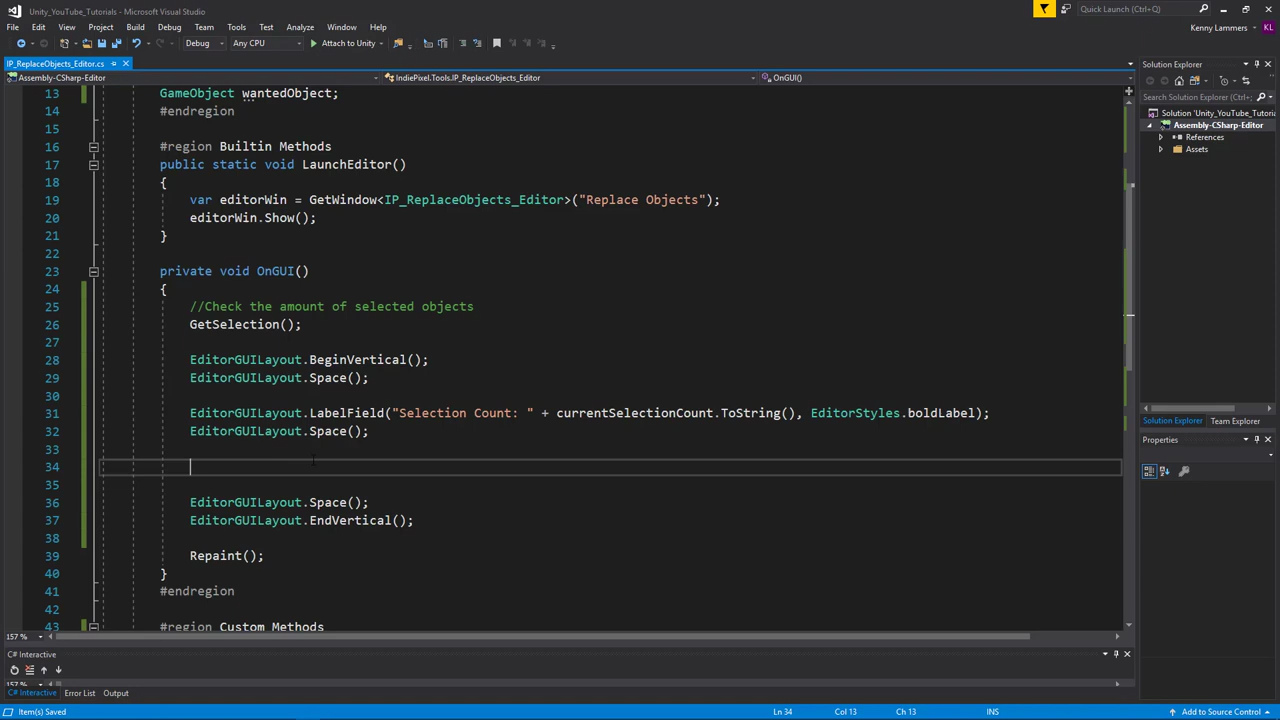 Unity_YouTube_Tutorials - Microsoft Visual Studio
Quick Launch (Ctrl+Q)
File Edit View Project Build Debug Team Tools Test Analyze Window Help
Kenny Lammers KL
Debug Any CPU Attach to Unity
IP_ReplaceObjects_Editor.cs
Assembly-CSharp-Editor IndiePixel.Tools.IP_ReplaceObjects_Editor OnGUI()
13 GameObject wantedObject;
14 #endregion
15
16 #region Builtin Methods
17 public static void LaunchEditor()
18 {
19 var editorWin = GetWindow<IP_ReplaceObjects_Editor>("Replace Objects");
20 editorWin.Show();
21 }
22
23 private void OnGUI()
24 {
25 //Check the amount of selected objects
26 GetSelection();
27
28 EditorGUILayout.BeginVertical();
29 EditorGUILayout.Space();
30
31 EditorGUILayout.LabelField("Selection Count: " + currentSelectionCount.ToString(), EditorStyles.boldLabel);
32 EditorGUILayout.Space();
33
34
35
36 EditorGUILayout.Space();
37 EditorGUILayout.EndVertical();
38
39 Repaint();
40 }
41 #endregion
42
43 #region Custom Methods
157 %
C# Interactive
157 %
C# Interactive Error List Output
Solution Explorer
Search Solution Explorer (Ctrl+;)
Solution 'Unity_YouTube_Tutoria
Assembly-CSharp-Editor
References
Assets
Solution Explorer Team Explorer
Properties
Item(s) Saved Ln 34 Col 13 Ch 13 INS Add to Source Control